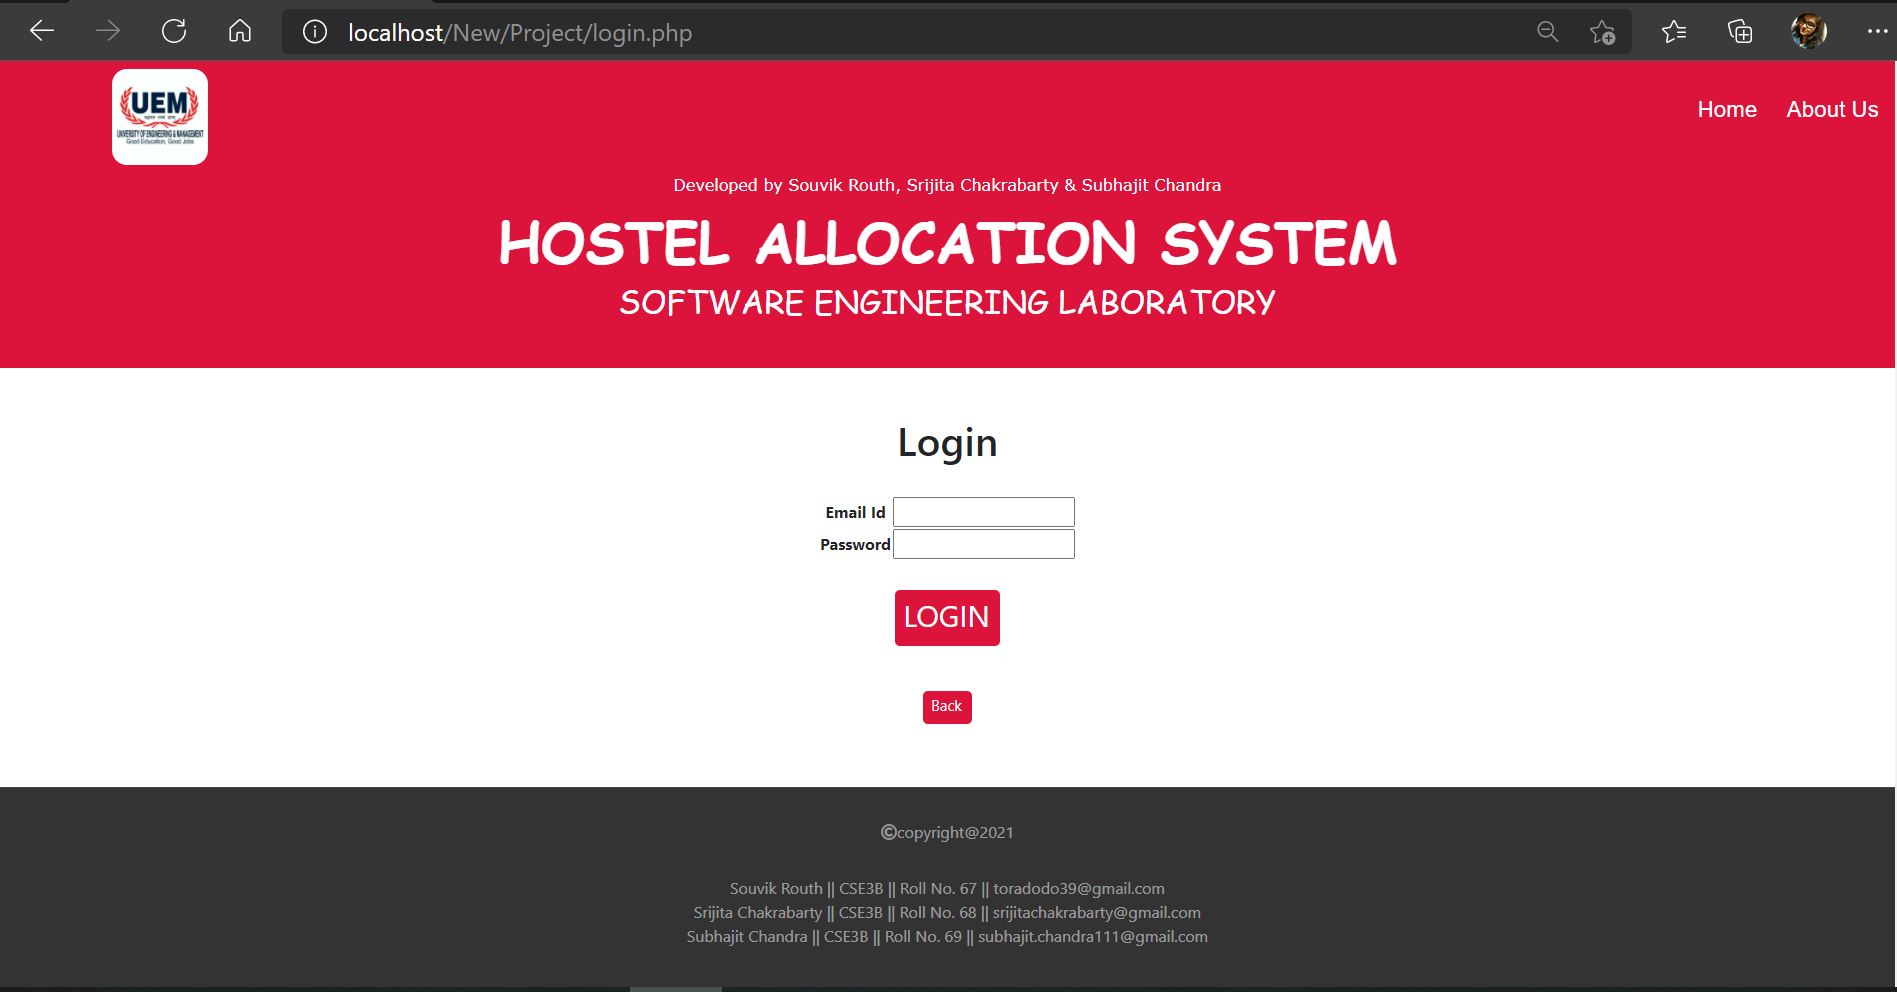 localhost/New/Project/login.php
UEM
UNIVERSITY OF ENGINEERING & MANAGEMENT
Good Education, Good Jobs
Home
About Us
Developed by Souvik Routh, Srijita Chakrabarty & Subhajit Chandra
HOSTEL ALLOCATION SYSTEM
SOFTWARE ENGINEERING LABORATORY
Login
Email Id
Password
LOGIN
Back
©copyright@2021
Souvik Routh || CSE3B || Roll No. 67 || toradodo39@gmail.com
Srijita Chakrabarty || CSE3B || Roll No. 68 || srijitachakrabarty@gmail.com
Subhajit Chandra || CSE3B || Roll No. 69 || subhajit.chandra111@gmail.com